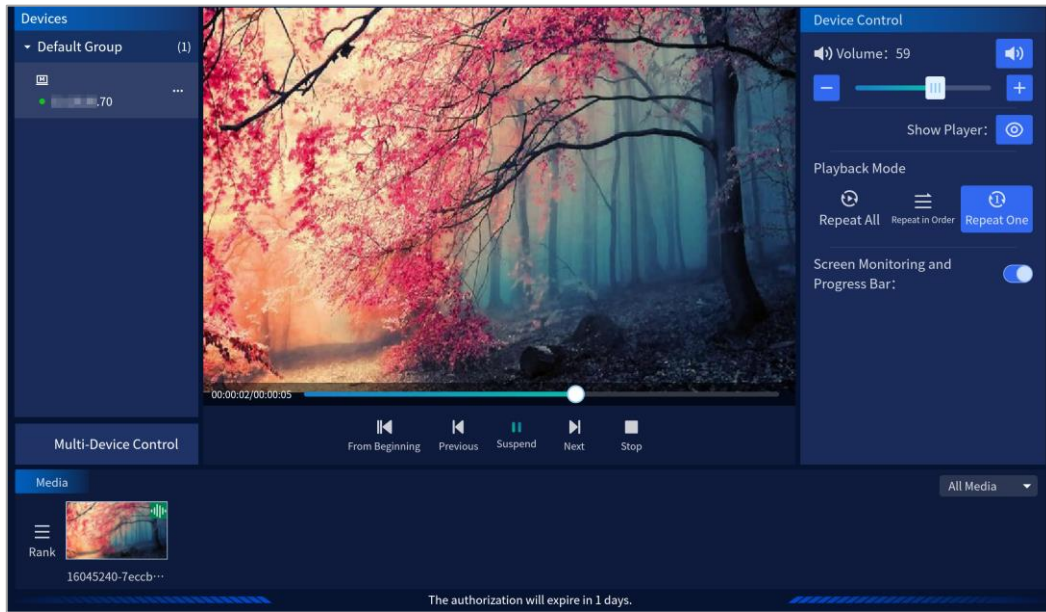 Devices
Default Group (1)
.70
Multi-Device Control
00:00:02/00:00:05
From Beginning Previous Suspend Next Stop
Device Control
Volume: 59
Show Player:
Playback Mode
Repeat All Repeat in Order Repeat One
Screen Monitoring and
Progress Bar:
Media
All Media
Rank
16045240-7eccb···
The authorization will expire in 1 days.